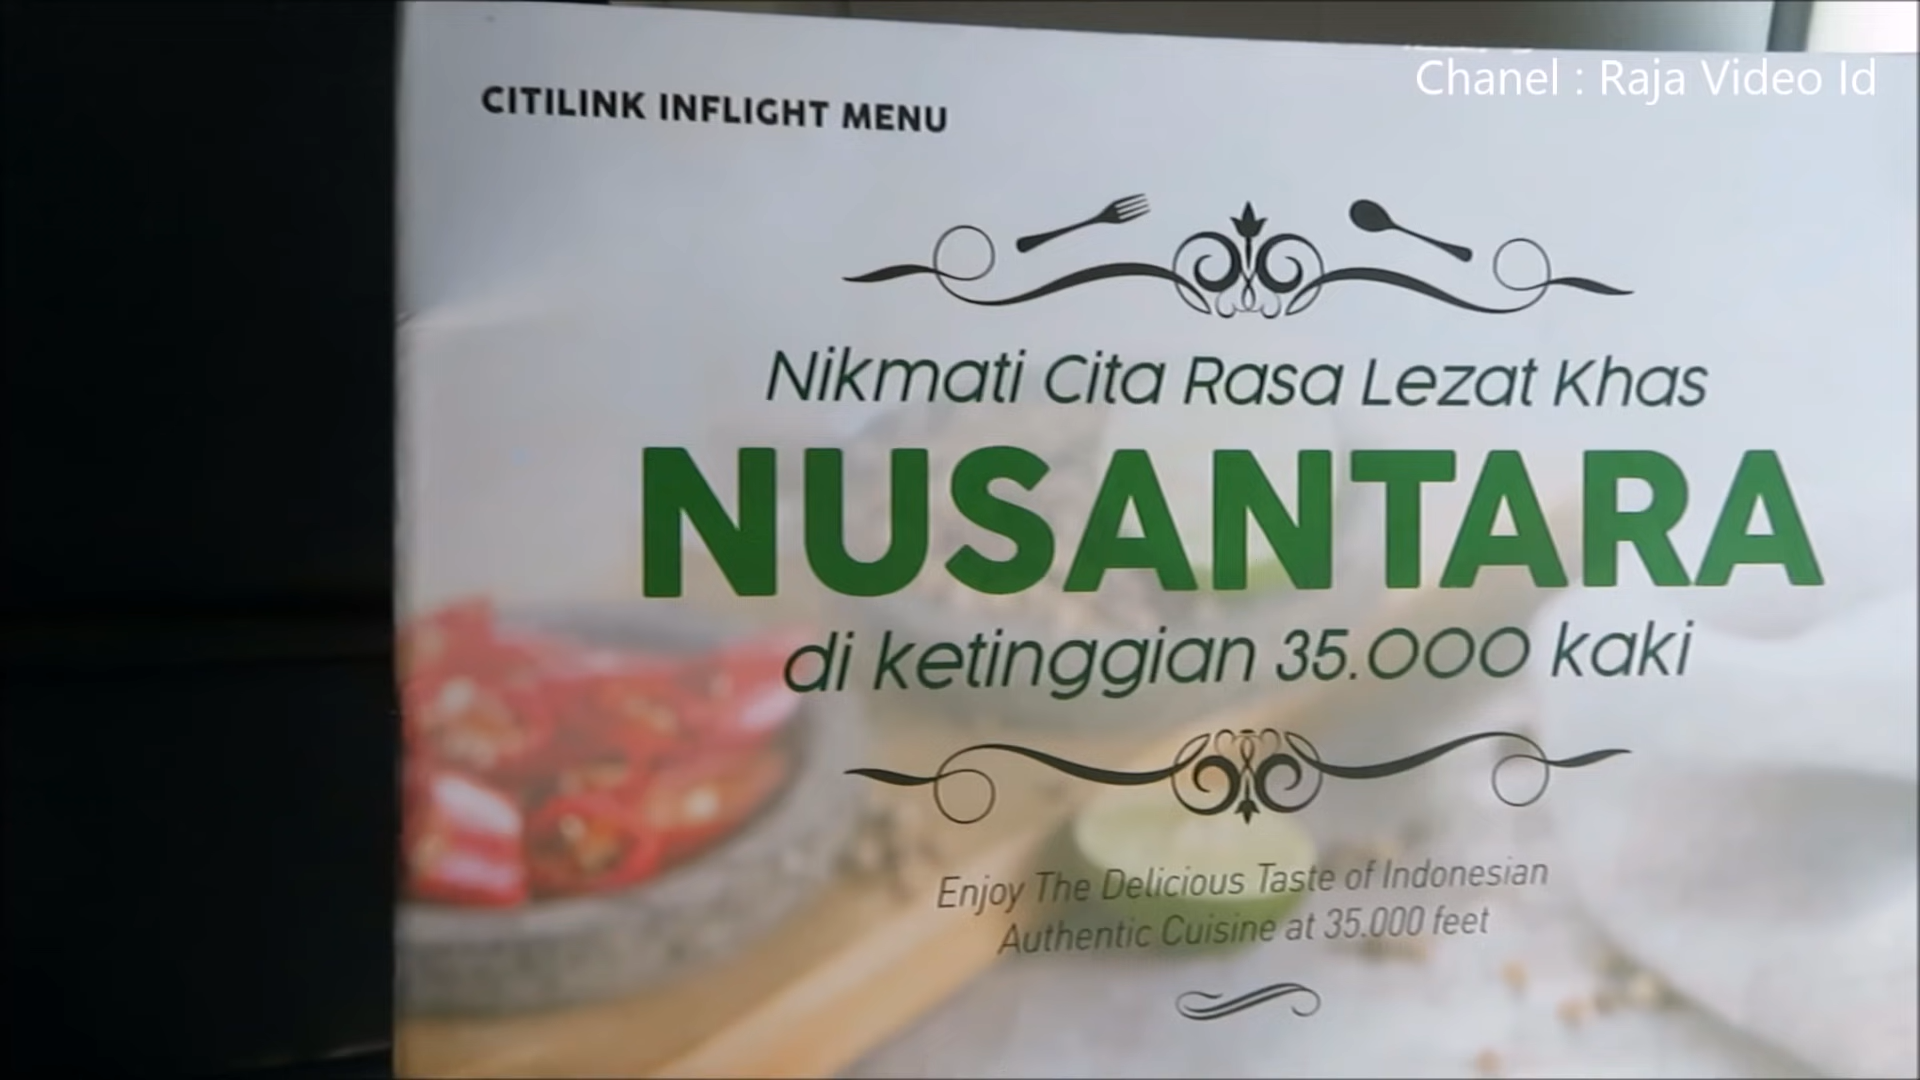 Chanel : Raja Video Id
CITILINK INFLIGHT MENU
Nikmati Cita Rasa Lezat Khas
NUSANTARA
di ketinggian 35.000 kaki
Enjoy The Delicious Taste of Indonesian
Authentic Cuisine at 35.000 feet